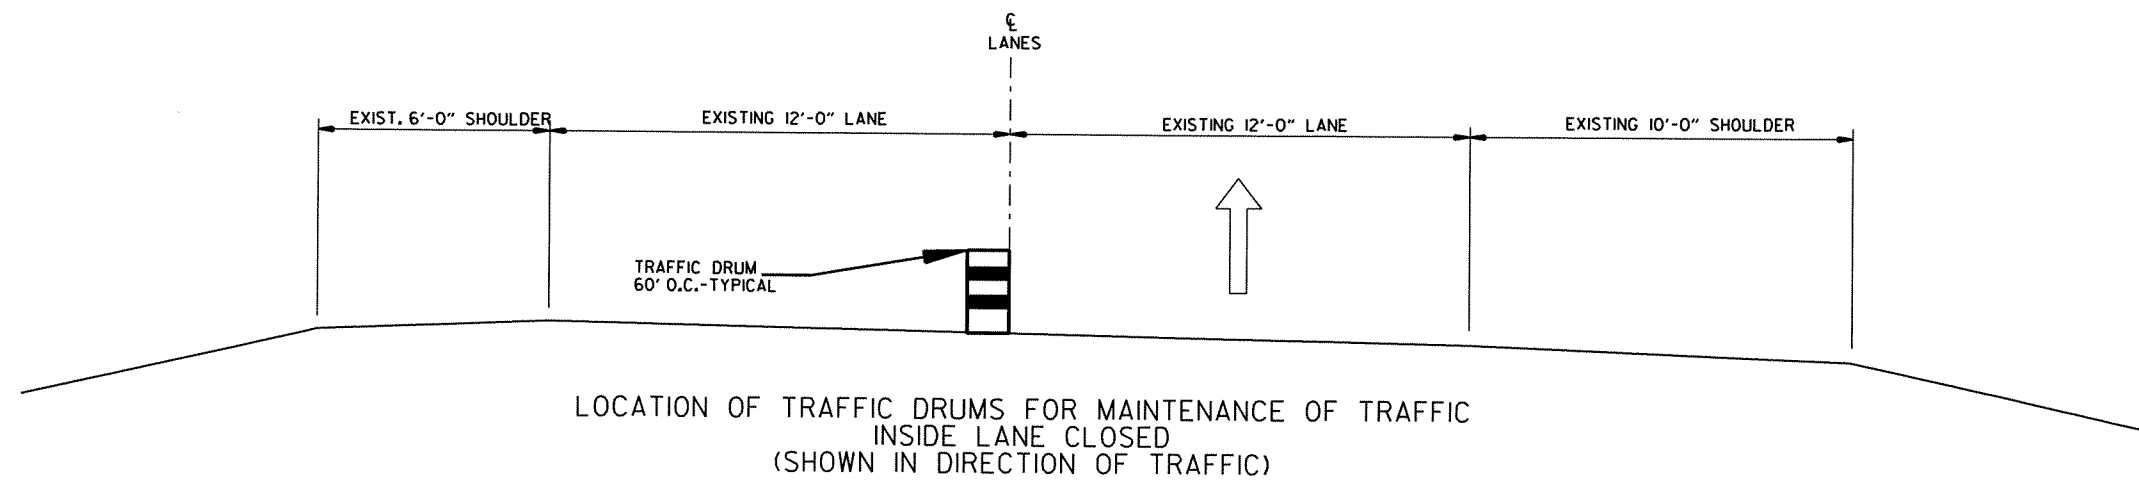 ℄
LANES
EXIST. 6'-0" SHOULDER
EXISTING 12'-0" LANE
EXISTING 12'-0" LANE
EXISTING 10'-0" SHOULDER
TRAFFIC DRUM
60' O.C.-TYPICAL
LOCATION OF TRAFFIC DRUMS FOR MAINTENANCE OF TRAFFIC
INSIDE LANE CLOSED
(SHOWN IN DIRECTION OF TRAFFIC)